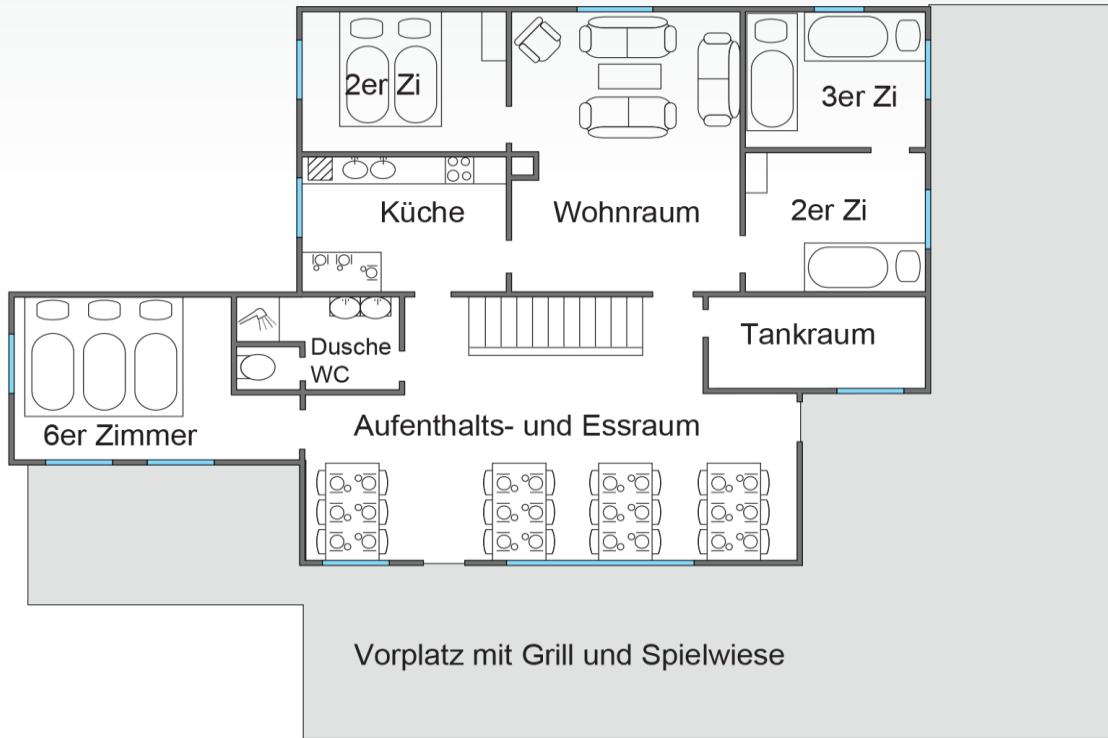 2er Zi
3er Zi
Küche
Wohnraum
2er Zi
Dusche
WC
Tankraum
6er Zimmer
Aufenthalts- und Essraum
Vorplatz mit Grill und Spielwiese